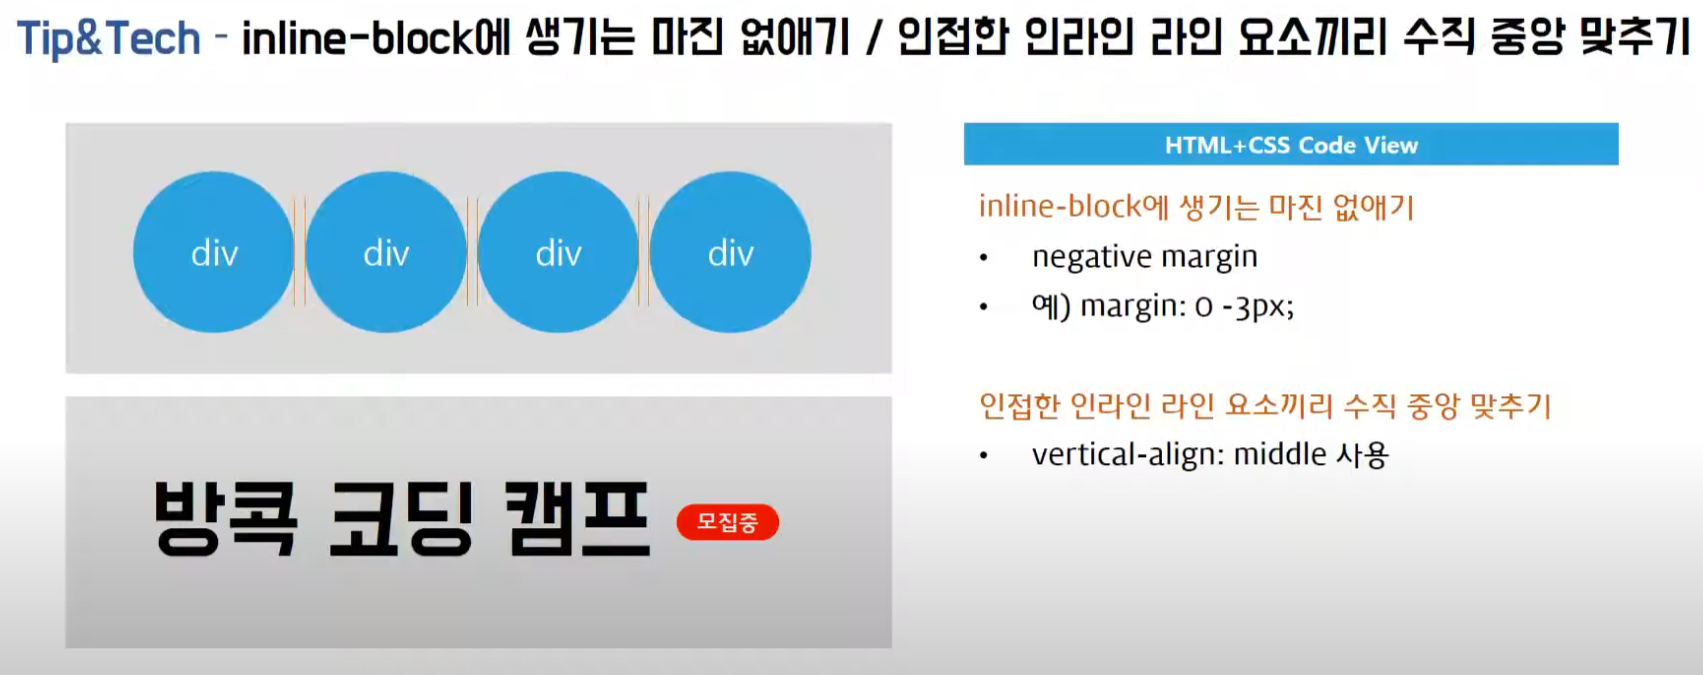 Tip&Tech - inline-block에 생기는 마진 없애기 / 인접한 인라인 라인 요소끼리 수직 중앙 맞추기
div div div div
방콕 코딩 캠프 모집중
HTML+CSS Code View
inline-block에 생기는 마진 없애기
• negative margin
• 예) margin: 0 -3px;
인접한 인라인 라인 요소끼리 수직 중앙 맞추기
• vertical-align: middle 사용